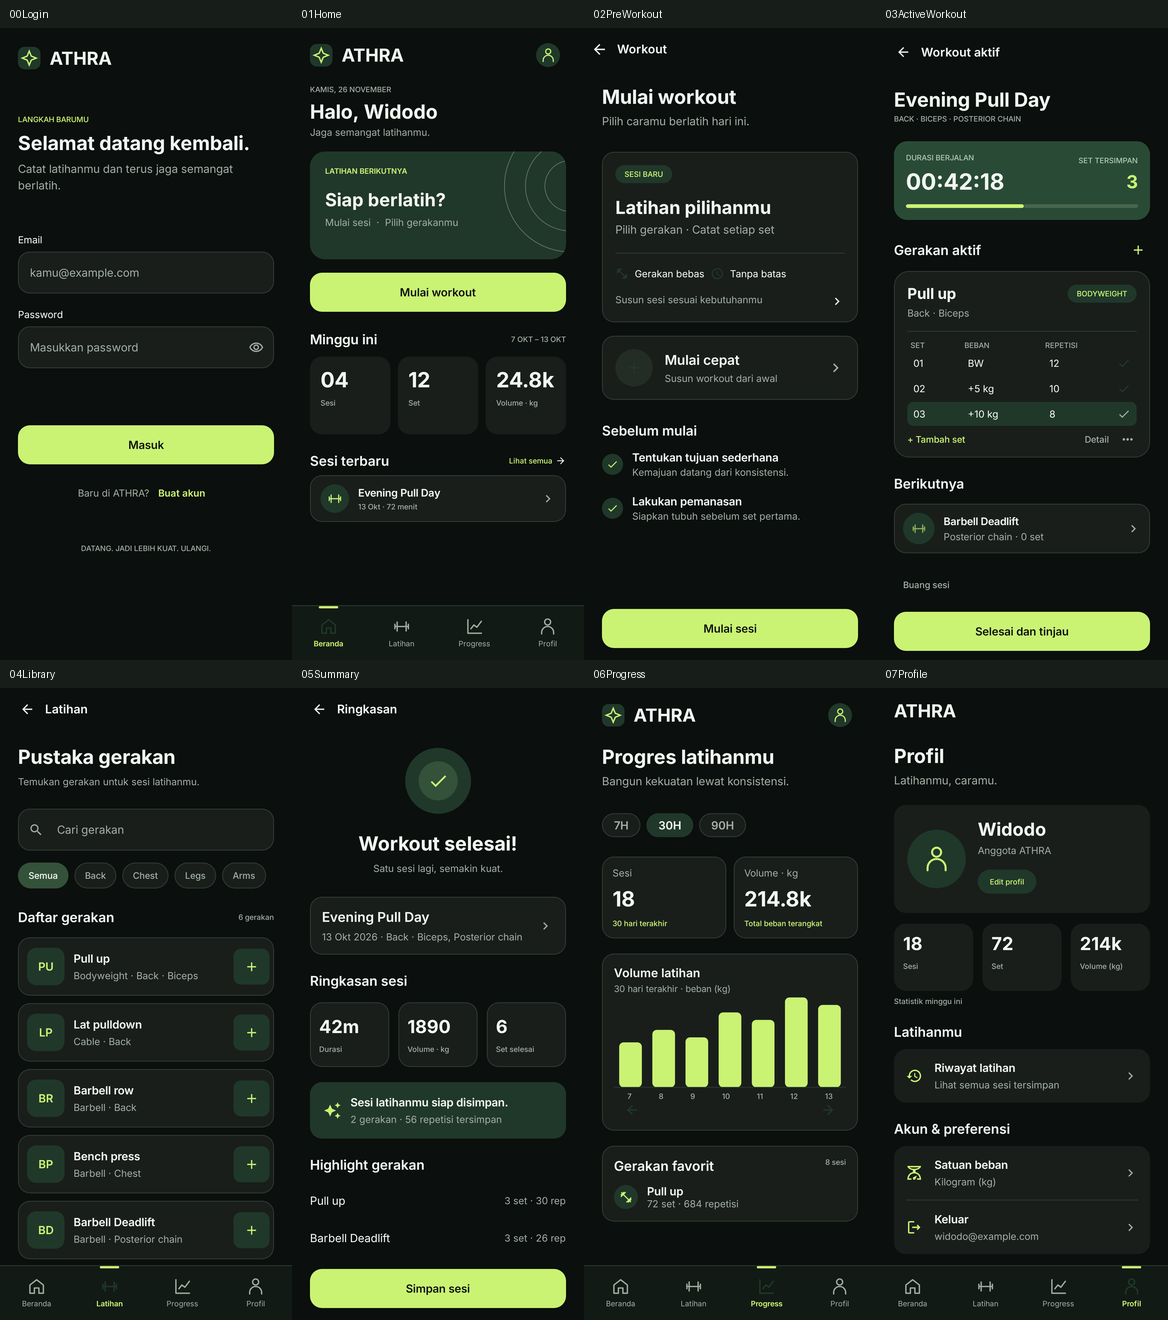 00Login
ATHRA
LANGKAH BARUMU
Selamat datang kembali.
Catat latihanmu dan terus jaga semangat
berlatih.
Email
kamu@example.com
Password
Masukkan password
Masuk
Baru di ATHRA? Buat akun
DATANG. JADI LEBIH KUAT. ULANGI.
01Home
ATHRA
KAMIS, 26 NOVEMBER
Halo, Widodo
Jaga semangat latihanmu.
LATIHAN BERIKUTNYA
Siap berlatih?
Mulai sesi · Pilih gerakanmu
Mulai workout
Minggu ini
7 OKT – 13 OKT
04
Sesi
12
Set
24.8k
Volume · kg
Sesi terbaru
Lihat semua
Evening Pull Day
13 Okt · 72 menit
Beranda
Latihan
Progress
Profil
02PreWorkout
Workout
Mulai workout
Pilih caramu berlatih hari ini.
SESI BARU
Latihan pilihanmu
Pilih gerakan · Catat setiap set
Gerakan bebas
Tanpa batas
Susun sesi sesuai kebutuhanmu
Mulai cepat
Susun workout dari awal
Sebelum mulai
Tentukan tujuan sederhana
Kemajuan datang dari konsistensi.
Lakukan pemanasan
Siapkan tubuh sebelum set pertama.
Mulai sesi
03ActiveWorkout
Workout aktif
Evening Pull Day
BACK · BICEPS · POSTERIOR CHAIN
DURASI BERJALAN
SET TERSIMPAN
00:42:18
3
Gerakan aktif
+
Pull up
BODYWEIGHT
Back · Biceps
SET BEBAN REPETISI
01 BW 12
02 +5 kg 10
03 +10 kg 8
+ Tambah set
Detail
Berikutnya
Barbell Deadlift
Posterior chain · 0 set
Buang sesi
Selesai dan tinjau
04Library
Latihan
Pustaka gerakan
Temukan gerakan untuk sesi latihanmu.
Cari gerakan
Semua
Back
Chest
Legs
Arms
Daftar gerakan
6 gerakan
PU
Pull up
Bodyweight · Back · Biceps
+
LP
Lat pulldown
Cable · Back
+
BR
Barbell row
Barbell · Back
+
BP
Bench press
Barbell · Chest
+
BD
Barbell Deadlift
Barbell · Posterior chain
+
Beranda
Latihan
Progress
Profil
05Summary
Ringkasan
Workout selesai!
Satu sesi lagi, semakin kuat.
Evening Pull Day
13 Okt 2026 · Back · Biceps, Posterior chain
Ringkasan sesi
42m
Durasi
1890
Volume · kg
6
Set selesai
Sesi latihanmu siap disimpan.
2 gerakan · 56 repetisi tersimpan
Highlight gerakan
Pull up
3 set · 30 rep
Barbell Deadlift
3 set · 26 rep
Simpan sesi
06Progress
ATHRA
Progres latihanmu
Bangun kekuatan lewat konsistensi.
7H
30H
90H
Sesi
18
30 hari terakhir
Volume · kg
214.8k
Total beban terangkat
Volume latihan
30 hari terakhir · beban (kg)
7 8 9 10 11 12 13
Gerakan favorit
8 sesi
Pull up
72 set · 684 repetisi
Beranda
Latihan
Progress
Profil
07Profile
ATHRA
Profil
Latihanmu, caramu.
Widodo
Anggota ATHRA
Edit profil
18
Sesi
72
Set
214k
Volume (kg)
Statistik minggu ini
Latihanmu
Riwayat latihan
Lihat semua sesi tersimpan
Akun & preferensi
Satuan beban
Kilogram (kg)
Keluar
widodo@example.com
Beranda
Latihan
Progress
Profil